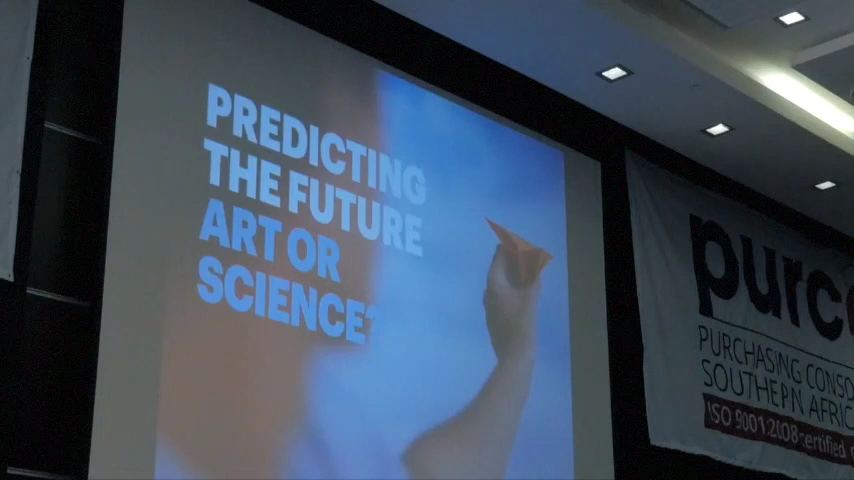 PREDICTING
THE FUTURE
ART OR
SCIENCE?
purc
PURCHASING CONSO
SOUTHERN AFRIC
ISO 9001:2008 certified